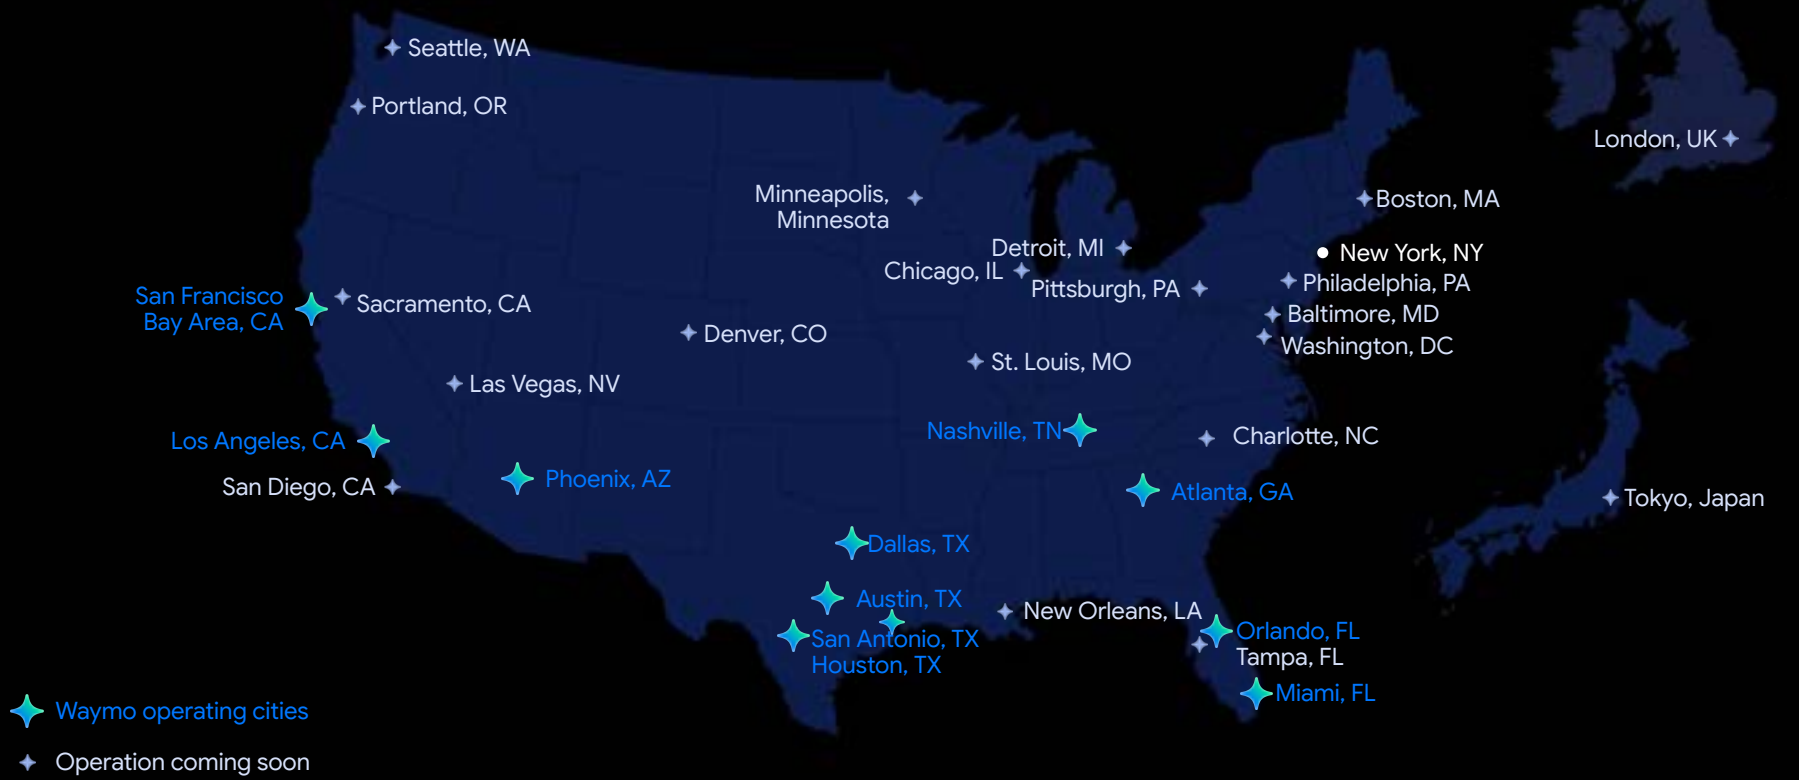 Seattle, WA
Portland, OR
London, UK
Minneapolis,
Minnesota
Boston, MA
Detroit, MI
New York, NY
Chicago, IL
Pittsburgh, PA
Philadelphia, PA
San Francisco
Bay Area, CA
Sacramento, CA
Baltimore, MD
Denver, CO
Washington, DC
St. Louis, MO
Las Vegas, NV
Nashville, TN
Charlotte, NC
Los Angeles, CA
Phoenix, AZ
San Diego, CA
Atlanta, GA
Tokyo, Japan
Dallas, TX
Austin, TX
New Orleans, LA
San Antonio, TX
Houston, TX
Orlando, FL
Tampa, FL
Miami, FL
Waymo operating cities
Operation coming soon